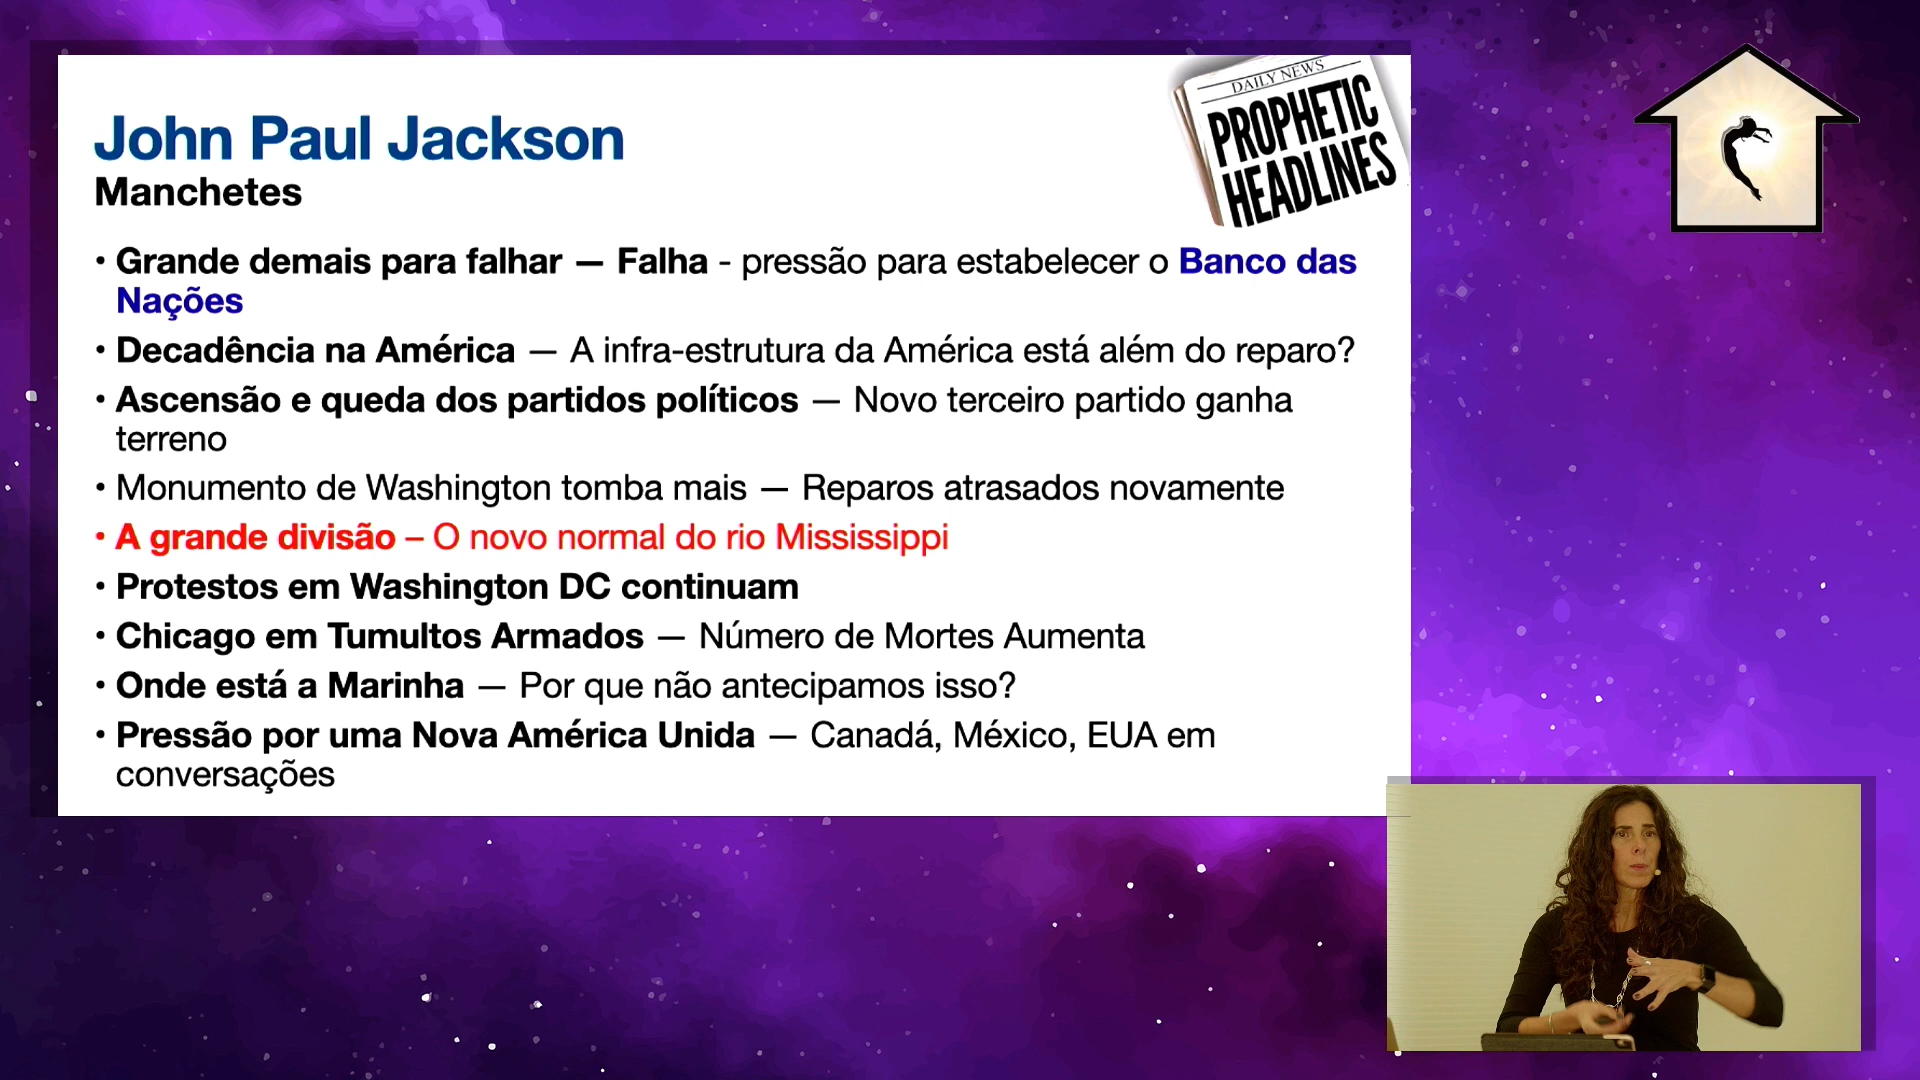 DAILY NEWS
PROPHETIC
HEADLINES
John Paul Jackson
Manchetes
• Grande demais para falhar — Falha - pressão para estabelecer o Banco das
Nações
• Decadência na América — A infra-estrutura da América está além do reparo?
• Ascensão e queda dos partidos políticos — Novo terceiro partido ganha
terreno
• Monumento de Washington tomba mais — Reparos atrasados novamente
• A grande divisão – O novo normal do rio Mississippi
• Protestos em Washington DC continuam
• Chicago em Tumultos Armados — Número de Mortes Aumenta
• Onde está a Marinha — Por que não antecipamos isso?
• Pressão por uma Nova América Unida — Canadá, México, EUA em
conversações